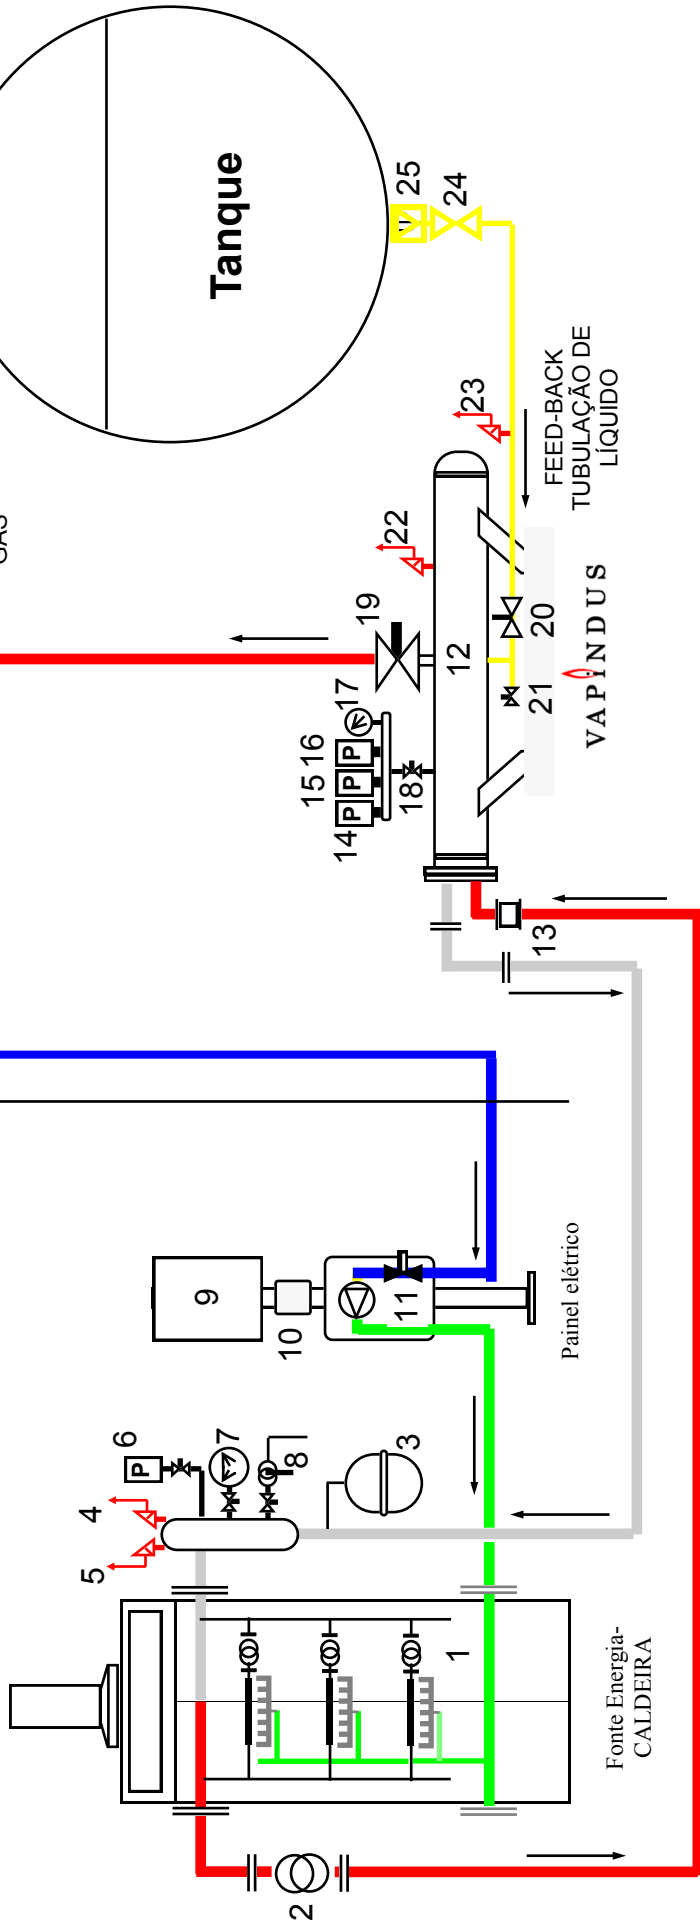 Tanque
25
24
23
FEED-BACK
TUBULAÇÃO DE
LÍQUIDO
22
19
17
15 16
14
P P P
18
12
20
21
VAPINDUS
13
9
10
11
Painel elétrico
6
P
4
5
7
8
3
1
2
Fonte Energia-
CALDEIRA